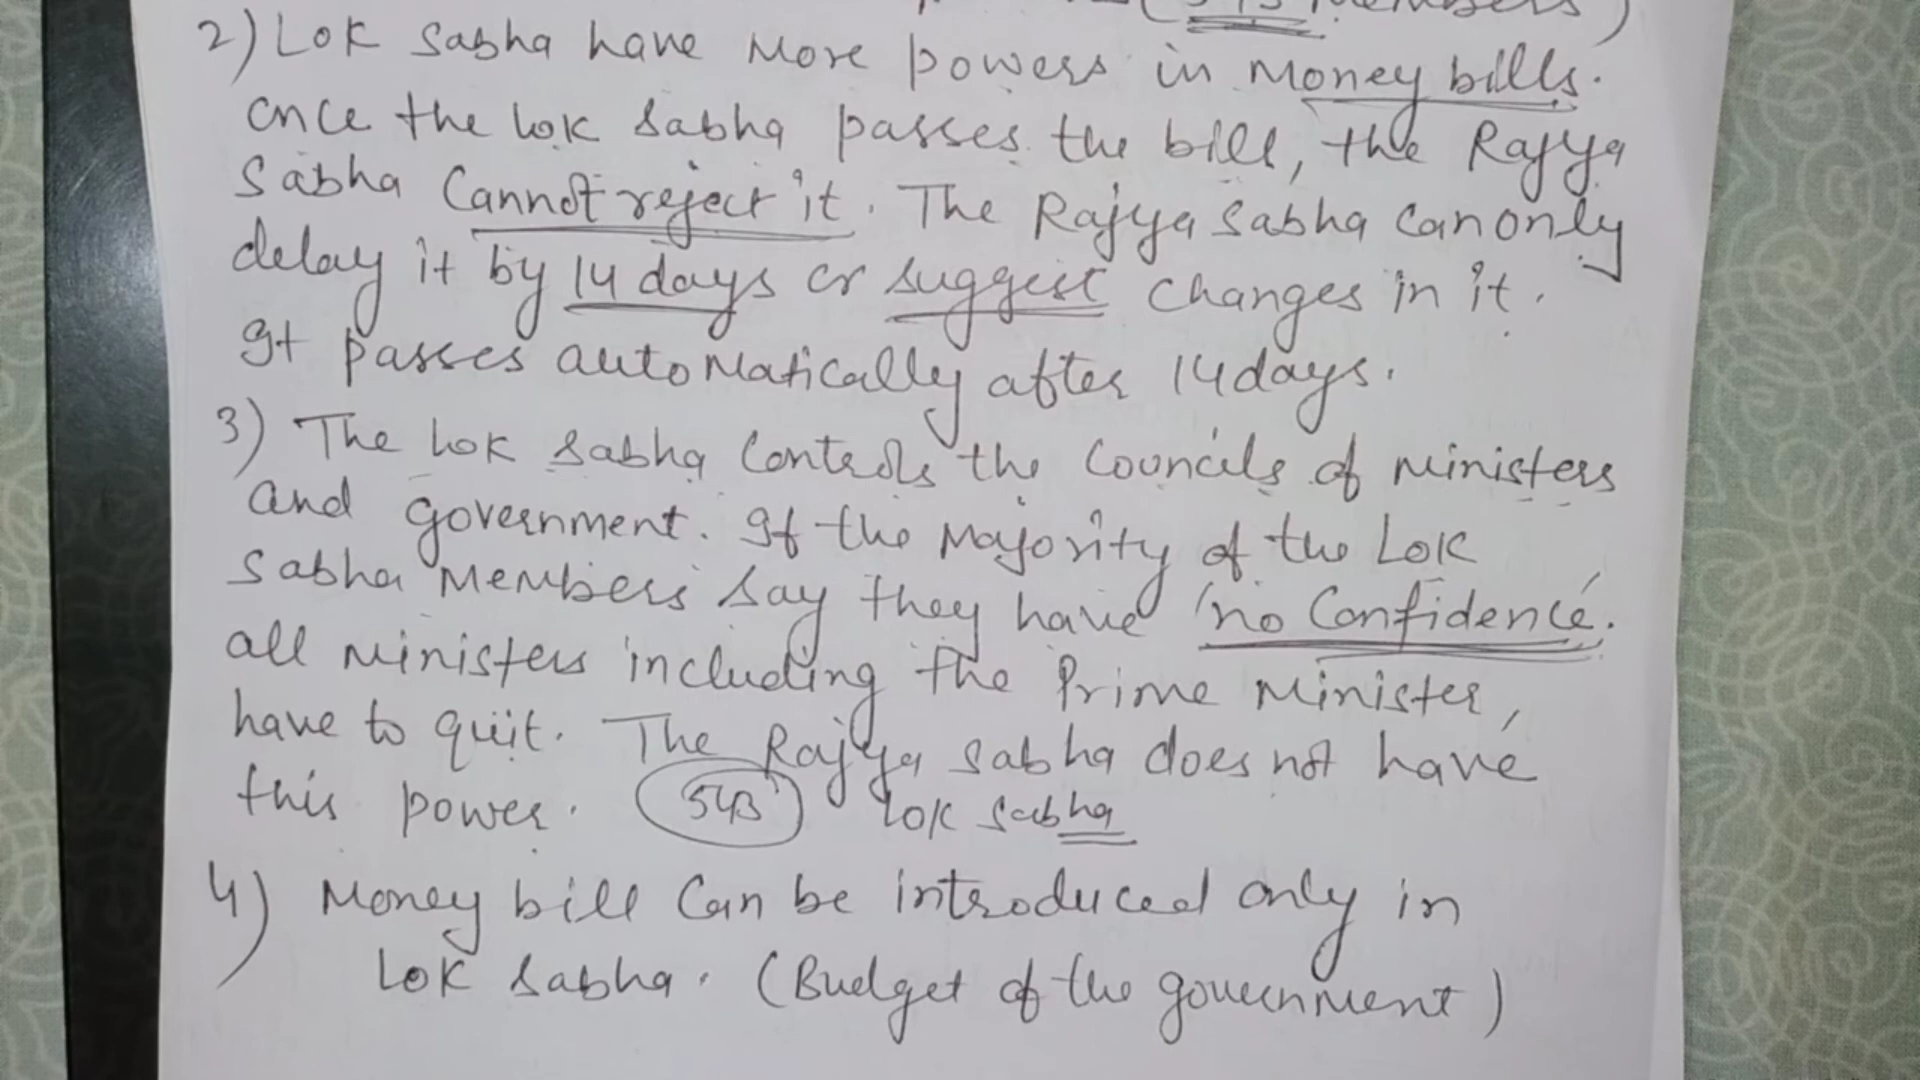 (543 Members)
2) Lok Sabha have More powers in Money bills.
once the Lok Sabha passes the bill, the Rajya
Sabha Cannot reject it. The Rajya Sabha can only
delay it by 14 days or suggest changes in it.
It passes automatically after 14 days.
3) The Lok Sabha Controls the Councils of Ministers
and government. If the Majority of the Lok
Sabha Members Say they have 'no Confidence'.
all Ministers including the Prime Minister,
have to quit. The Rajya Sabha does not have
this power. 543 Lok Sabha
4) Money bill Can be introduced only in
Lok Sabha. (Budget of the government)